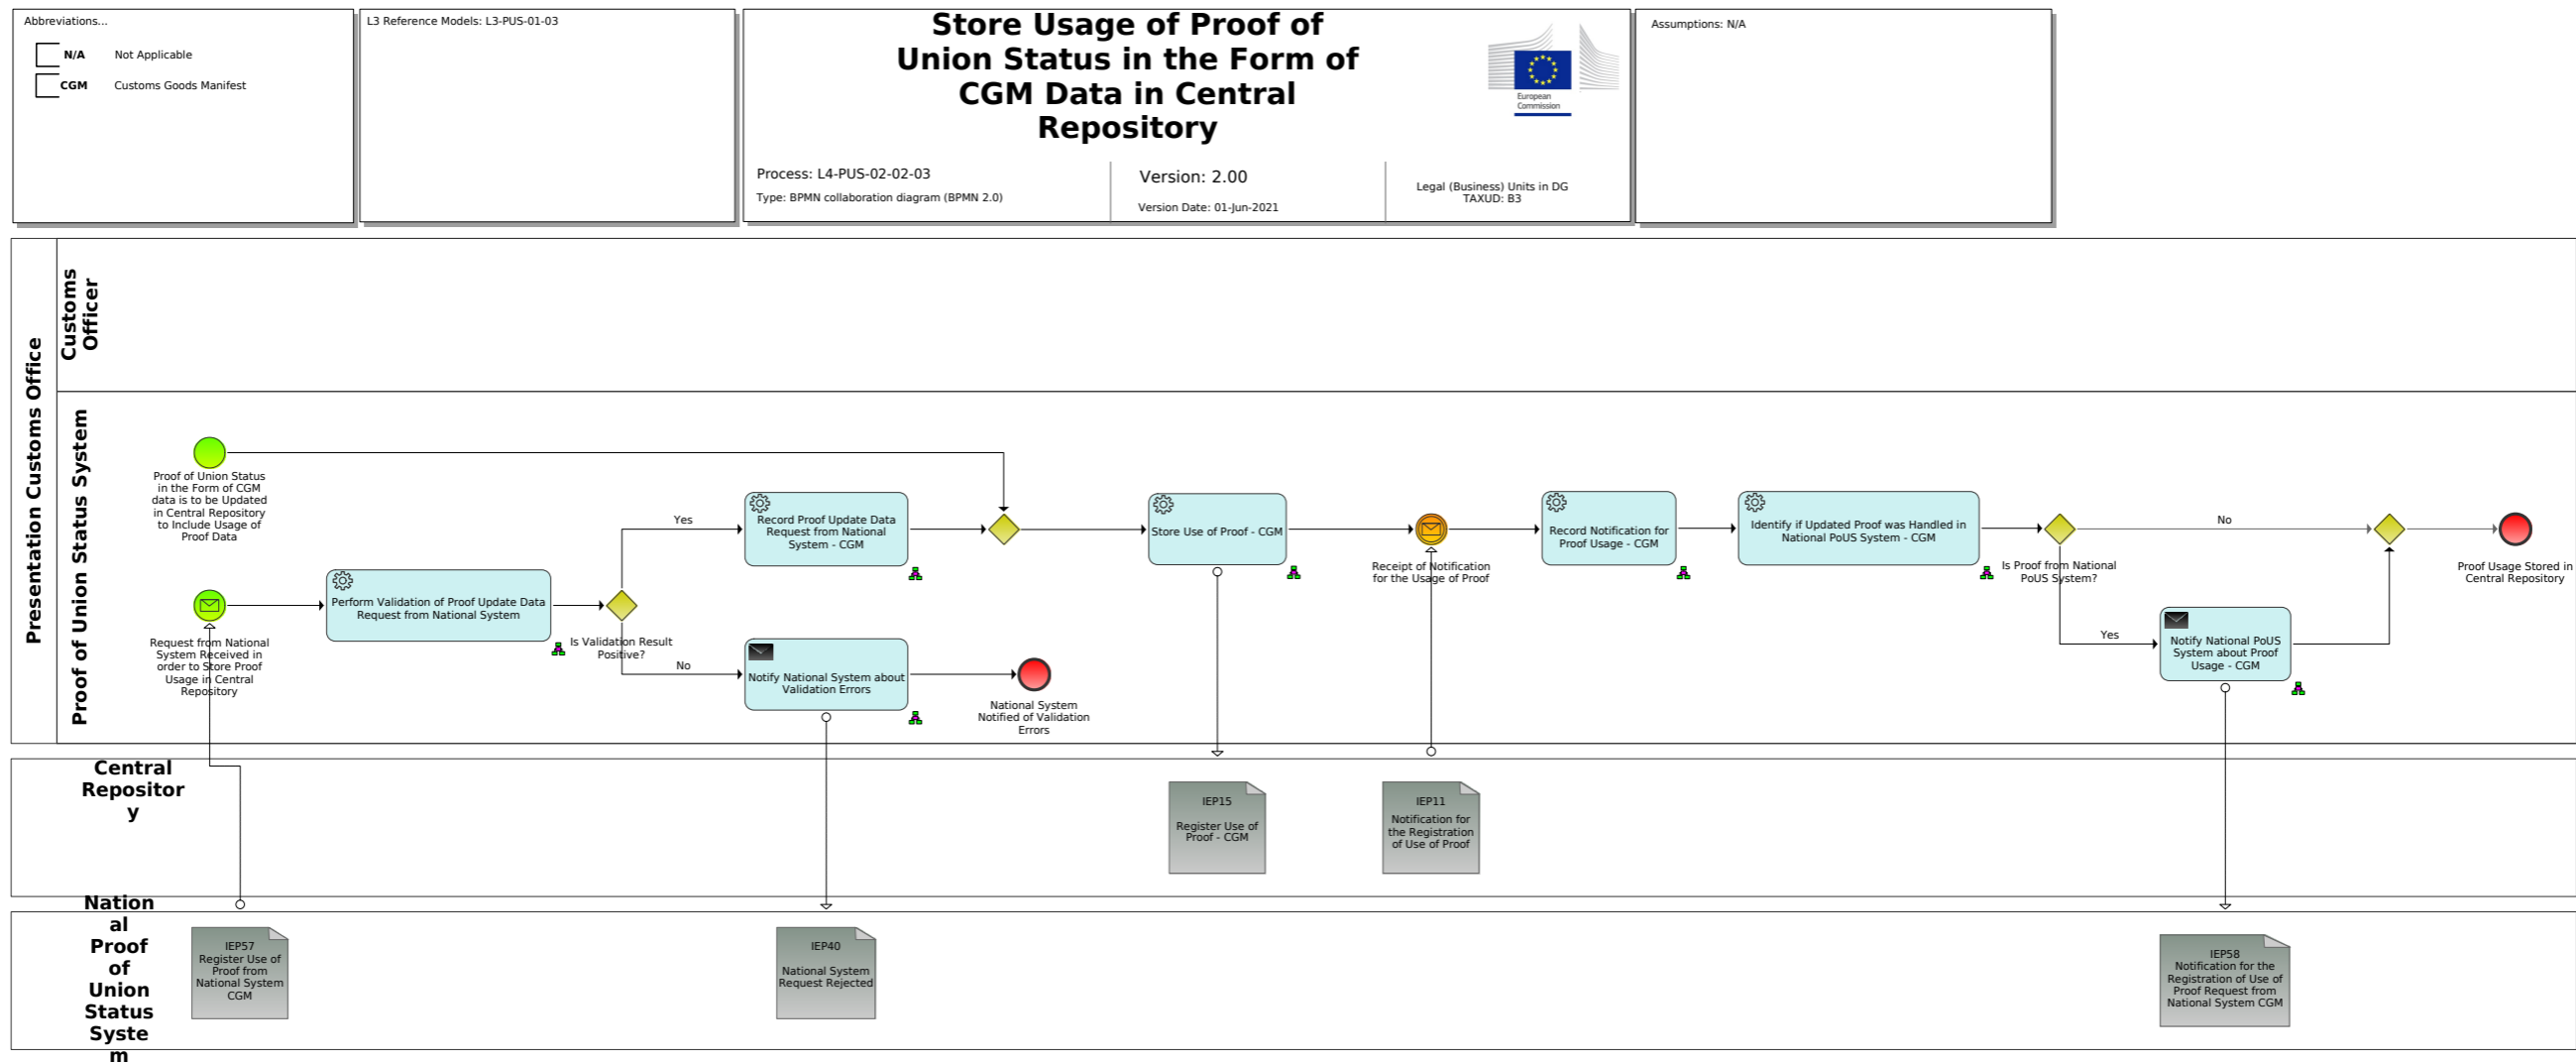 Abbreviations...
N/A Not Applicable
CGM Customs Goods Manifest
L3 Reference Models: L3-PUS-01-03
Store Usage of Proof of
Union Status in the Form of
CGM Data in Central
Repository
European
Commission
Process: L4-PUS-02-02-03
Type: BPMN collaboration diagram (BPMN 2.0)
Version: 2.00
Version Date: 01-Jun-2021
Legal (Business) Units in DG
TAXUD: B3
Assumptions: N/A
Presentation Customs Office
Customs
Officer
Proof of Union Status System
Proof of Union Status
in the Form of CGM
data is to be Updated
in Central Repository
to Include Usage of
Proof Data
Request from National
System Received in
order to Store Proof
Usage in Central
Repository
Perform Validation of Proof Update Data
Request from National System
Is Validation Result
Positive?
Yes
No
Record Proof Update Data
Request from National
System - CGM
Notify National System about
Validation Errors
National System
Notified of Validation
Errors
Store Use of Proof - CGM
Receipt of Notification
for the Usage of Proof
Record Notification for
Proof Usage - CGM
Identify if Updated Proof was Handled in
National PoUS System - CGM
Is Proof from National
PoUS System?
No
Yes
Notify National PoUS
System about Proof
Usage - CGM
Proof Usage Stored in
Central Repository
Central
Repositor
y
IEP15
Register Use of
Proof - CGM
IEP11
Notification for
the Registration
of Use of Proof
Nation
al
Proof
of
Union
Status
Syste
m
IEP57
Register Use of
Proof from
National System
CGM
IEP40
National System
Request Rejected
IEP58
Notification for the
Registration of Use of
Proof Request from
National System CGM